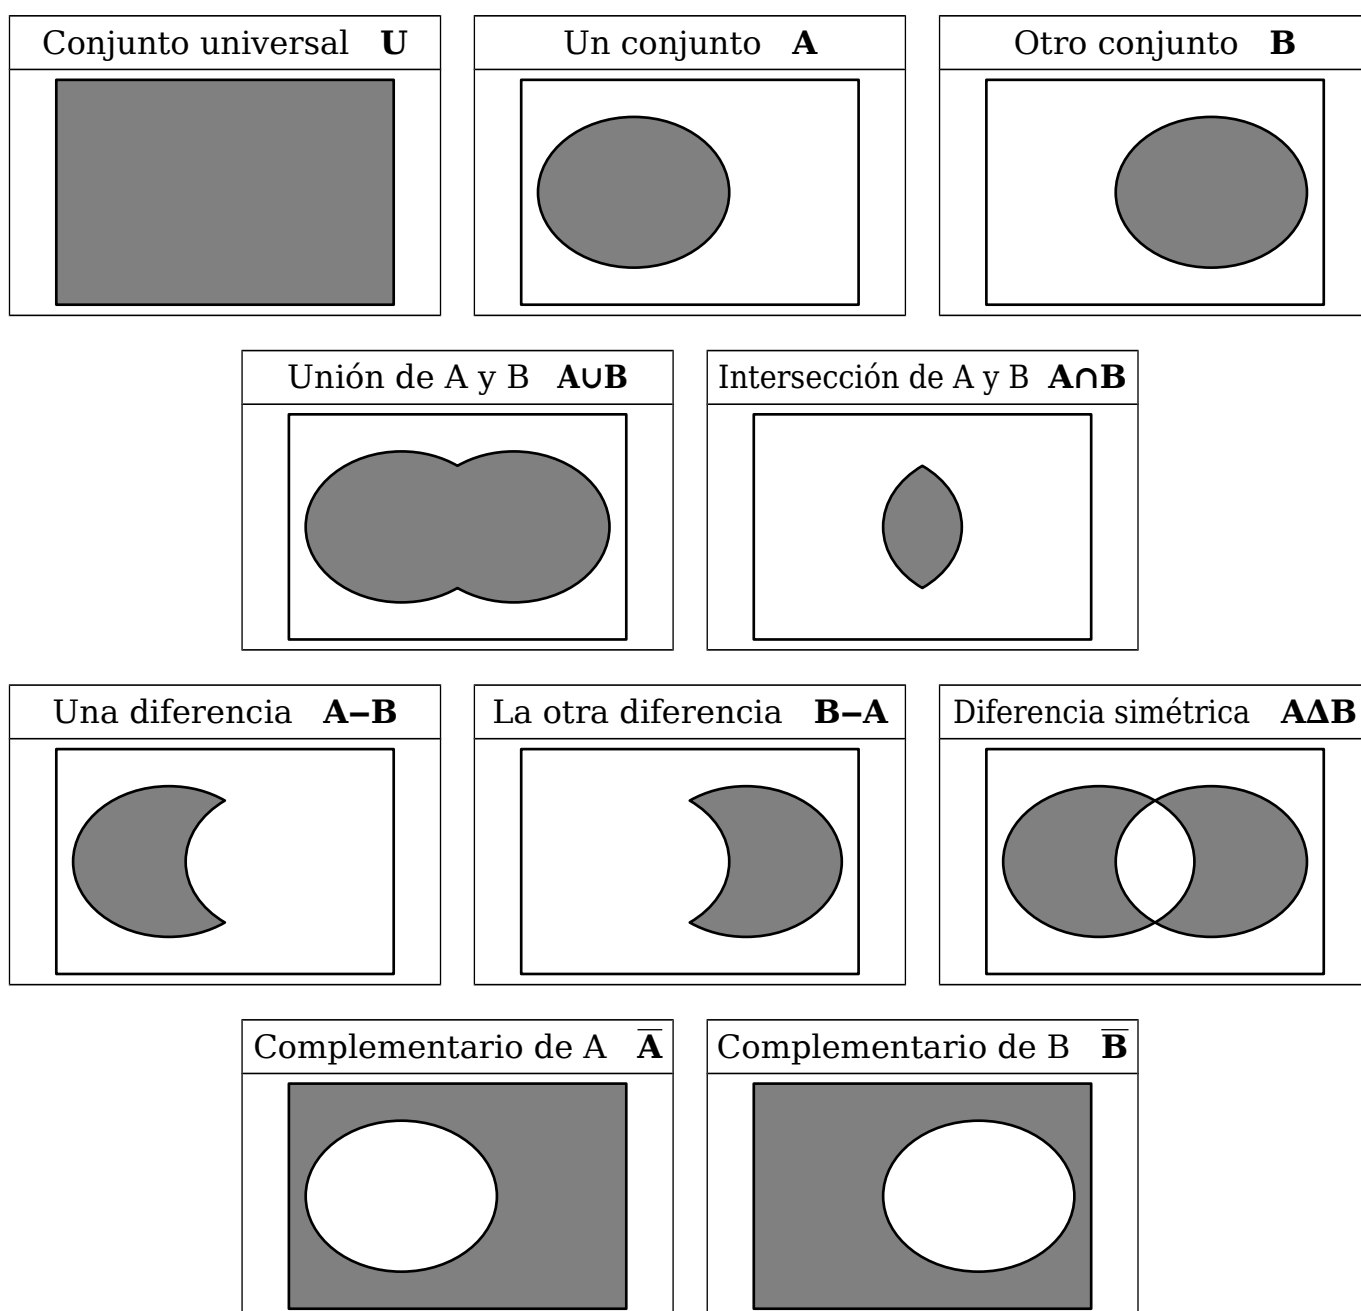 Conjunto universal U
Un conjunto A
Otro conjunto B
Unión de A y B A∪B
Intersección de A y B A∩B
Una diferencia A–B
La otra diferencia B–A
Diferencia simétrica AΔB
Complementario de A A̅
Complementario de B B̅